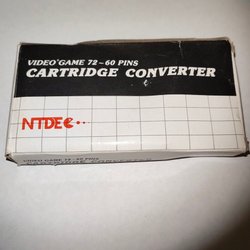 VIDEO GAME 72~60 PINS
CARTRIDGE CONVERTER
NTDEC
VIDEO GAME 72~60 PINS
CARTRIDGE CONVERTER